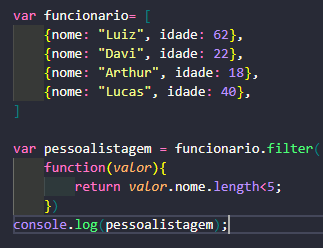 var funcionario= [
{nome: "Luiz", idade: 62},
{nome: "Davi", idade: 22},
{nome: "Arthur", idade: 18},
{nome: "Lucas", idade: 40},
]
var pessoalistagem = funcionario.filter(
function(valor){
return valor.nome.length<5;
})
console.log(pessoalistagem);